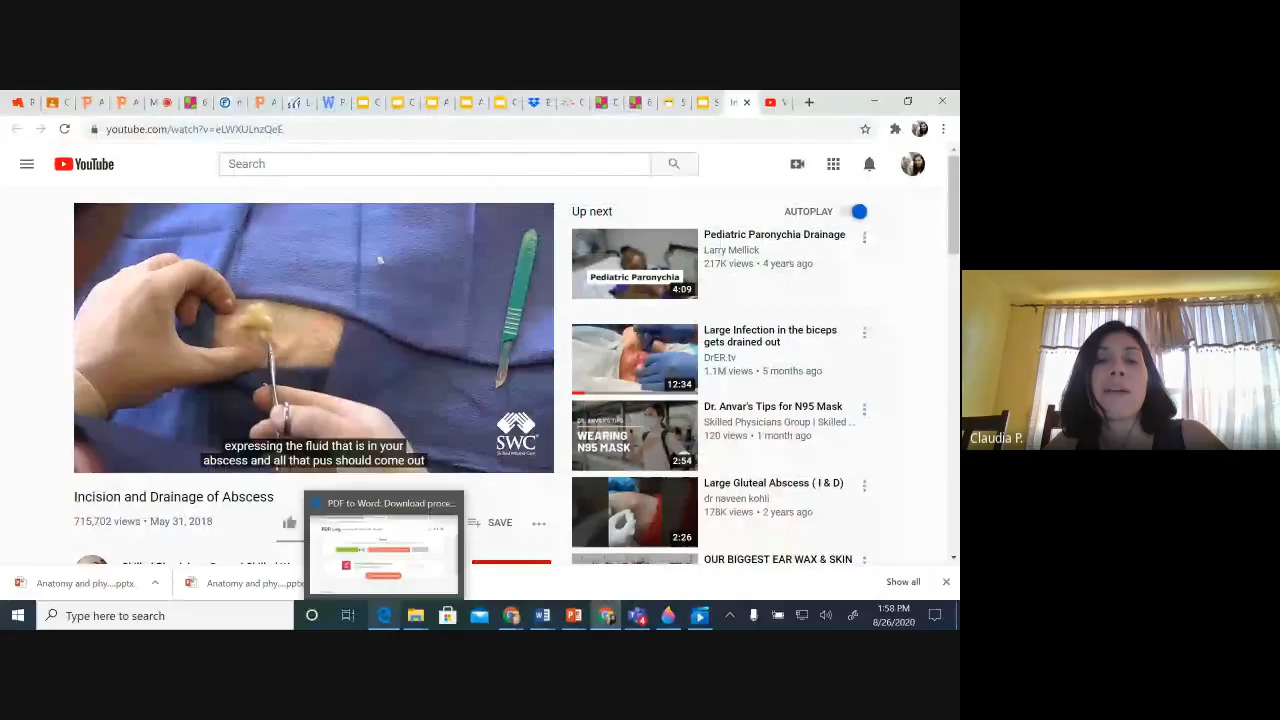 youtube.com/watch?v=eLWXULnzQeE
YouTube
Search
expressing the fluid that is in your
abscess and all that pus should come out
SWC
Skilled Wound Care
Incision and Drainage of Abscess
715,702 views • May 31, 2018
SAVE
Up next
AUTOPLAY
Pediatric Paronychia
4:09
Pediatric Paronychia Drainage
Larry Mellick
217K views • 4 years ago
12:34
Large Infection in the biceps
gets drained out
DrER.tv
1.1M views • 5 months ago
DR. ANVAR'S TIPS
WEARING
N95 MASK
2:54
Dr. Anvar's Tips for N95 Mask
Skilled Physicians Group I Skilled ...
120 views • 1 month ago
2:26
Large Gluteal Abscess ( I & D)
dr naveen kohli
178K views • 2 years ago
OUR BIGGEST EAR WAX & SKIN
PDF to Word: Download proce...
Anatomy and phy....pptx
Anatomy and phy....pptx
Show all
Type here to search
1:58 PM
8/26/2020
Claudia P.